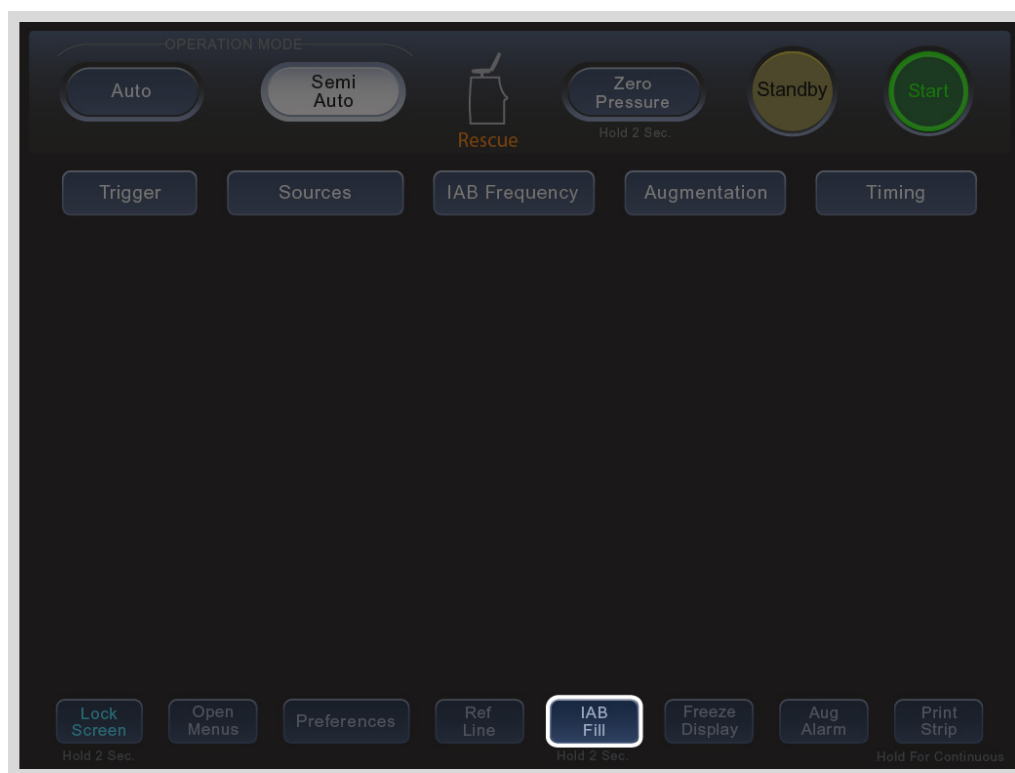 OPERATION MODE
Auto
Semi
Auto
Rescue
Zero
Pressure
Hold 2 Sec.
Standby
Start
Trigger
Sources
IAB Frequency
Augmentation
Timing
Lock
Screen
Hold 2 Sec.
Open
Menus
Preferences
Ref
Line
IAB
Fill
Hold 2 Sec.
Freeze
Display
Aug
Alarm
Print
Strip
Hold For Continuous